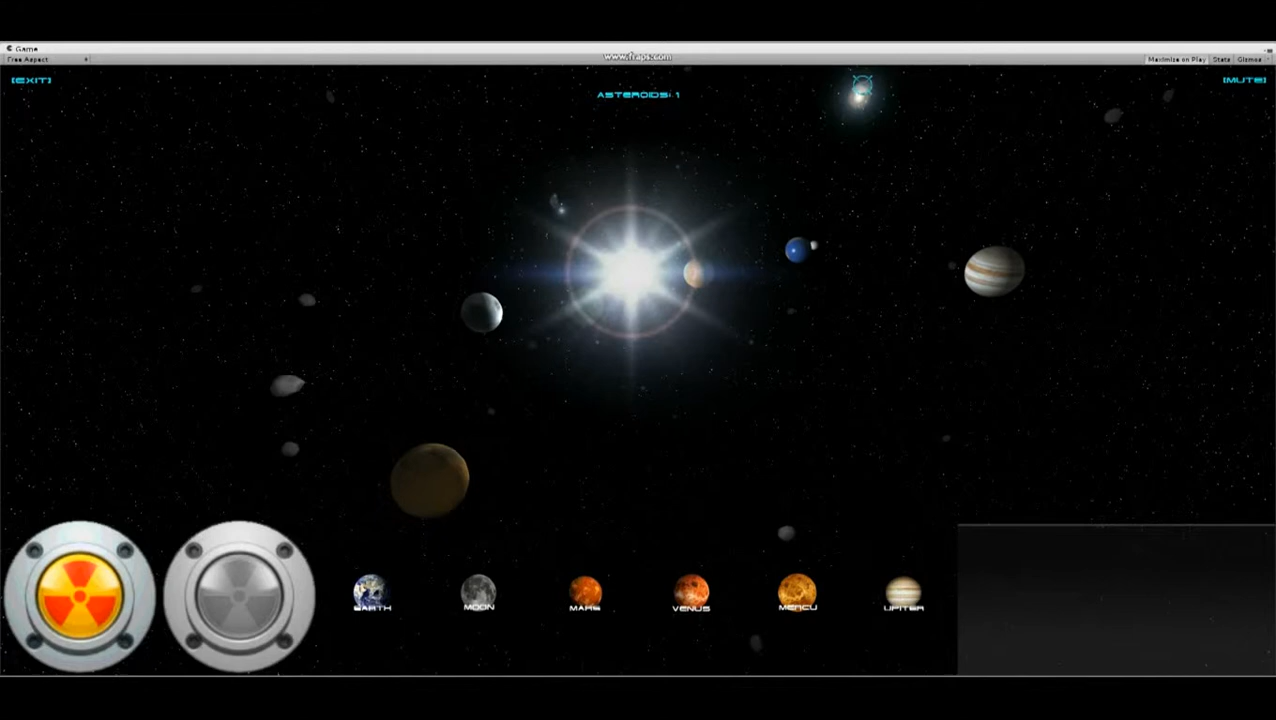 Game
www.fraps.com
Free Aspect
Maximize on Play Stats Gizmos
[EXIT]
[MUTE]
ASTEROIDS: 1
EARTH
MOON
MARS
VENUS
MERCU
UPITER